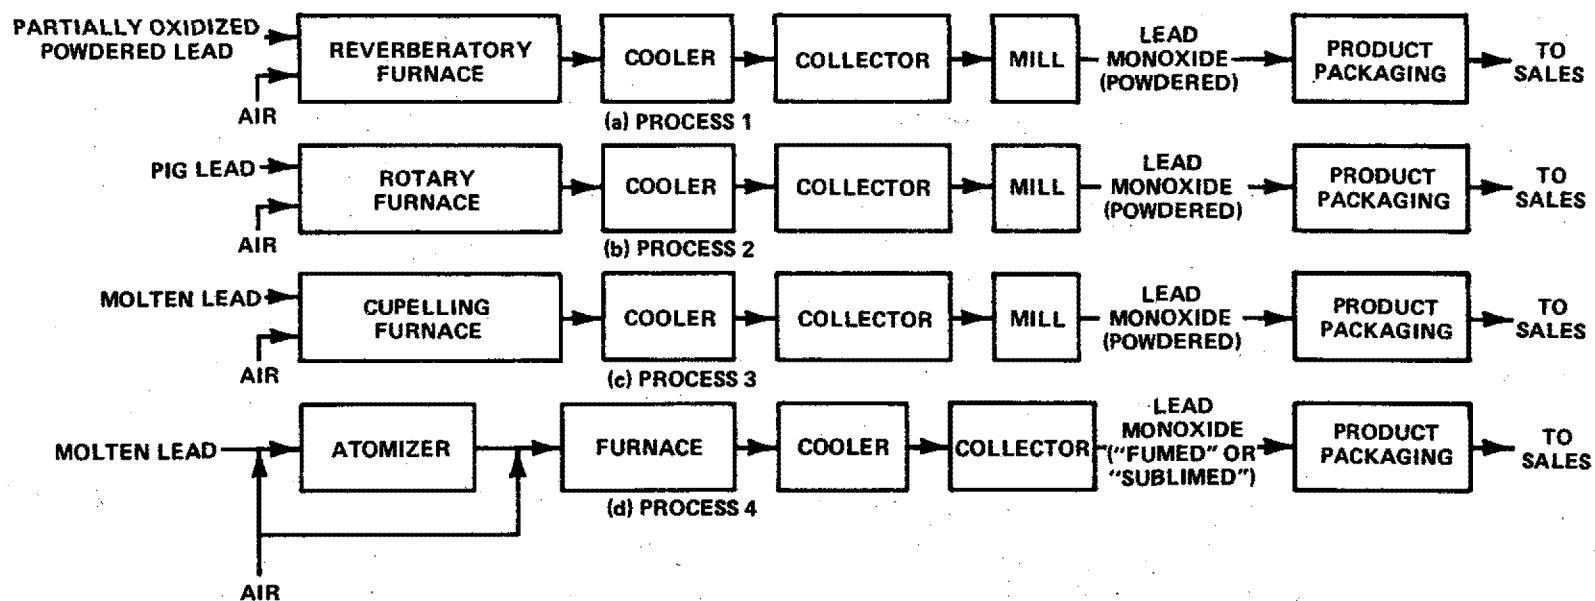 PARTIALLY OXIDIZED
POWDERED LEAD
AIR
REVERBERATORY
FURNACE
COOLER
COLLECTOR
MILL
LEAD
MONOXIDE
(POWDERED)
PRODUCT
PACKAGING
TO
SALES
(a) PROCESS 1
PIG LEAD
AIR
ROTARY
FURNACE
COOLER
COLLECTOR
MILL
LEAD
MONOXIDE
(POWDERED)
PRODUCT
PACKAGING
TO
SALES
(b) PROCESS 2
MOLTEN LEAD
AIR
CUPELLING
FURNACE
COOLER
COLLECTOR
MILL
LEAD
MONOXIDE
(POWDERED)
PRODUCT
PACKAGING
TO
SALES
(c) PROCESS 3
MOLTEN LEAD
AIR
ATOMIZER
FURNACE
COOLER
COLLECTOR
LEAD
MONOXIDE
("FUMED" OR
"SUBLIMED")
PRODUCT
PACKAGING
TO
SALES
(d) PROCESS 4